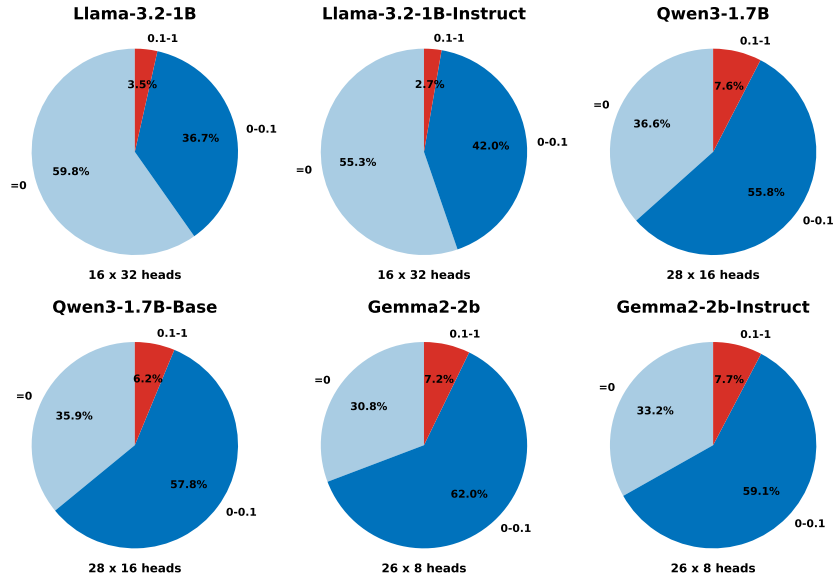 Llama-3.2-1B
0.1-1
3.5%
0-0.1
36.7%
59.8%
=0
16 x 32 heads
Llama-3.2-1B-Instruct
0.1-1
2.7%
0-0.1
42.0%
55.3%
=0
16 x 32 heads
Qwen3-1.7B
7.6%
=0
36.6%
55.8%
0-0.1
28 x 16 heads
Qwen3-1.7B-Base
0.1-1
6.2%
=0
35.9%
57.8%
0-0.1
28 x 16 heads
Gemma2-2b
0.1-1
7.2%
=0
30.8%
62.0%
0-0.1
26 x 8 heads
Gemma2-2b-Instruct
0.1-1
7.7%
=0
33.2%
59.1%
0-0.1
26 x 8 heads